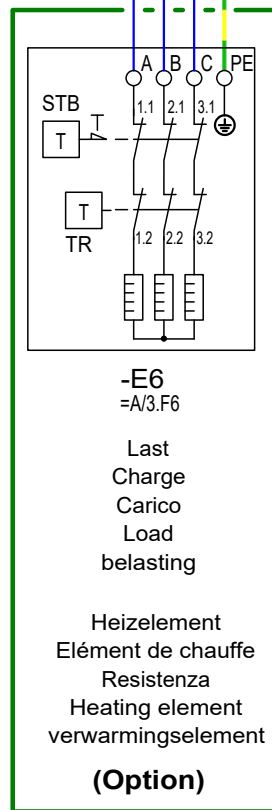 A B C PE
STB
1.1 2.1 3.1
T
T
TR
1.2 2.2 3.2
-E6
=A/3.F6
Last
Charge
Carico
Load
belasting
Heizelement
Elément de chauffe
Resistenza
Heating element
verwarmingselement
(Option)